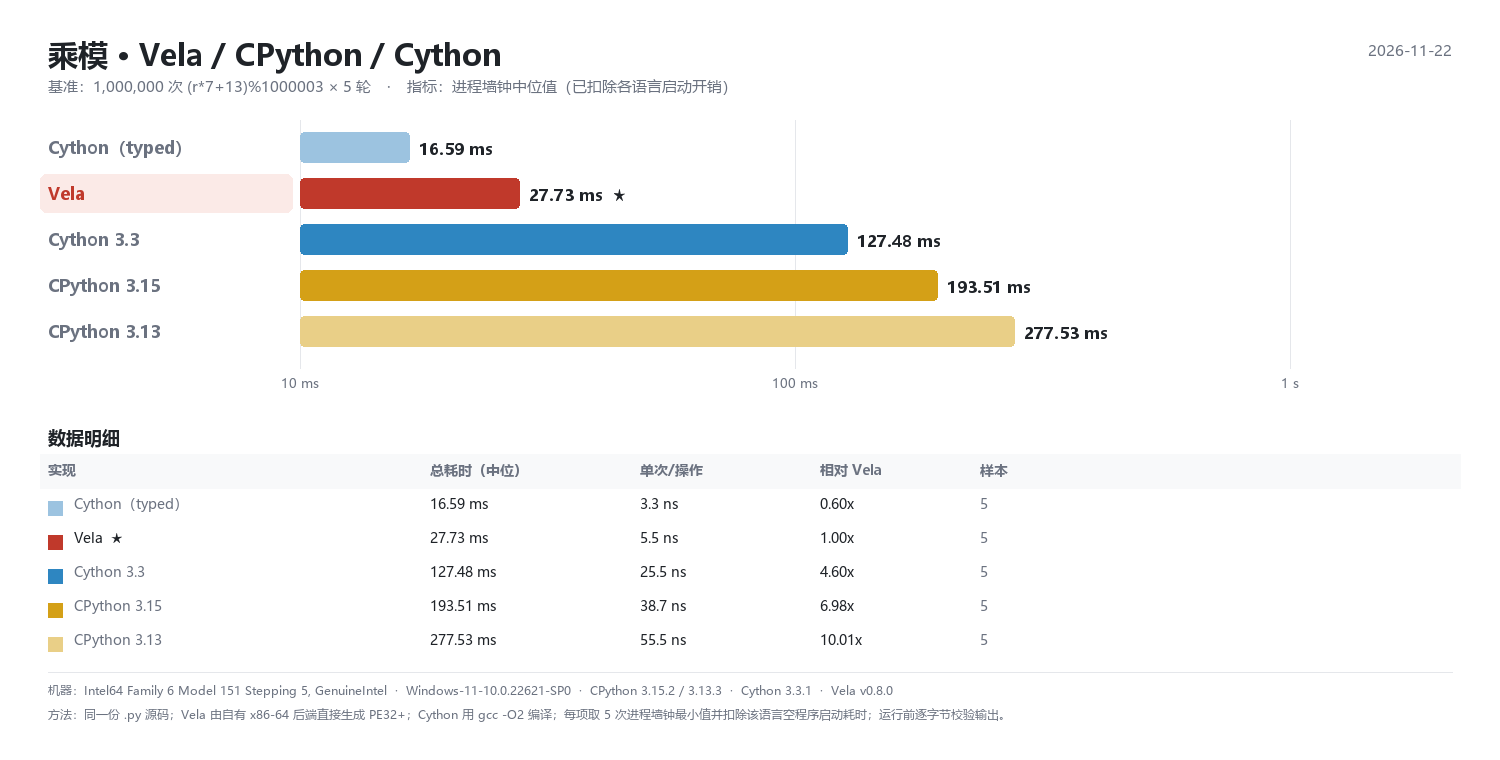 乘模 • Vela / CPython / Cython
2026-11-22
基准：1,000,000 次 (r*7+13)%1000003 × 5 轮 · 指标：进程墙钟中位值（已扣除各语言启动开销）
Cython（typed） 16.59 ms
Vela 27.73 ms ★
Cython 3.3 127.48 ms
CPython 3.15 193.51 ms
CPython 3.13 277.53 ms
10 ms 100 ms 1 s
数据明细
实现 总耗时（中位） 单次/操作 相对 Vela 样本
Cython（typed） 16.59 ms 3.3 ns 0.60x 5
Vela ★ 27.73 ms 5.5 ns 1.00x 5
Cython 3.3 127.48 ms 25.5 ns 4.60x 5
CPython 3.15 193.51 ms 38.7 ns 6.98x 5
CPython 3.13 277.53 ms 55.5 ns 10.01x 5
机器：Intel64 Family 6 Model 151 Stepping 5, GenuineIntel · Windows-11-10.0.22621-SP0 · CPython 3.15.2 / 3.13.3 · Cython 3.3.1 · Vela v0.8.0
方法：同一份 .py 源码；Vela 由自有 x86-64 后端直接生成 PE32+；Cython 用 gcc -O2 编译；每项取 5 次进程墙钟最小值并扣除该语言空程序启动耗时；运行前逐字节校验输出。